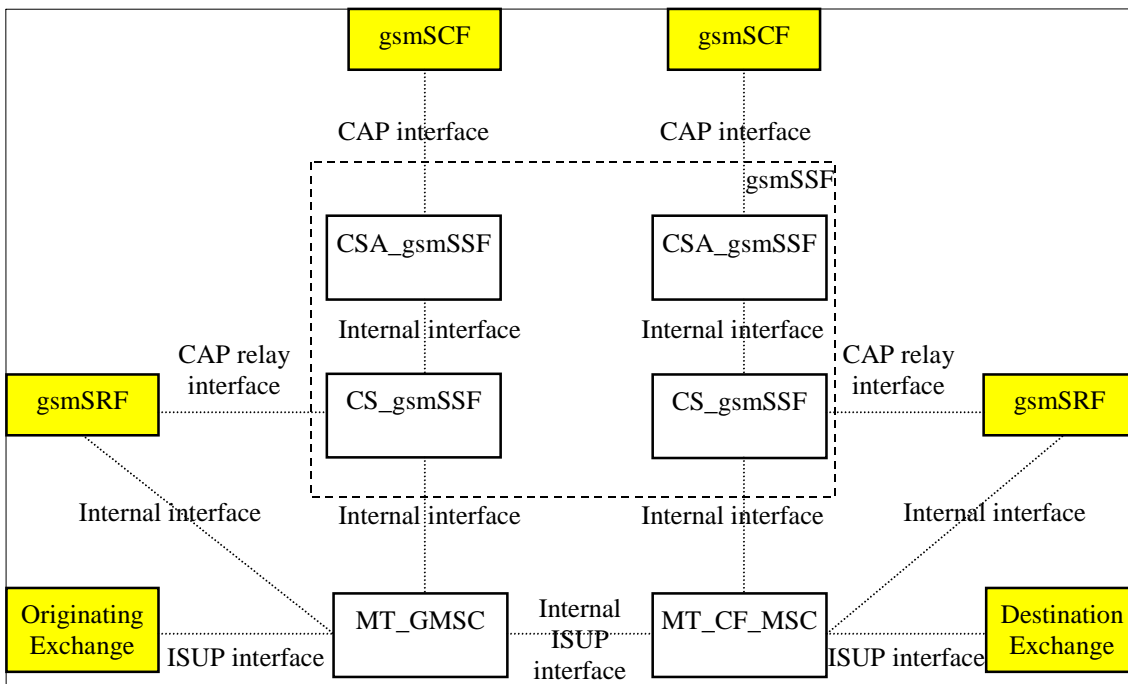 gsmSCF
gsmSCF
CAP interface
CAP interface
gsmSSF
CSA_gsmSSF
CSA_gsmSSF
Internal interface
Internal interface
CAP relay
interface
CAP relay
interface
gsmSRF
CS_gsmSSF
CS_gsmSSF
gsmSRF
Internal interface
Internal interface
Internal interface
Internal interface
Originating
Exchange
ISUP interface
MT_GMSC
Internal
ISUP
interface
MT_CF_MSC
ISUP interface
Destination
Exchange